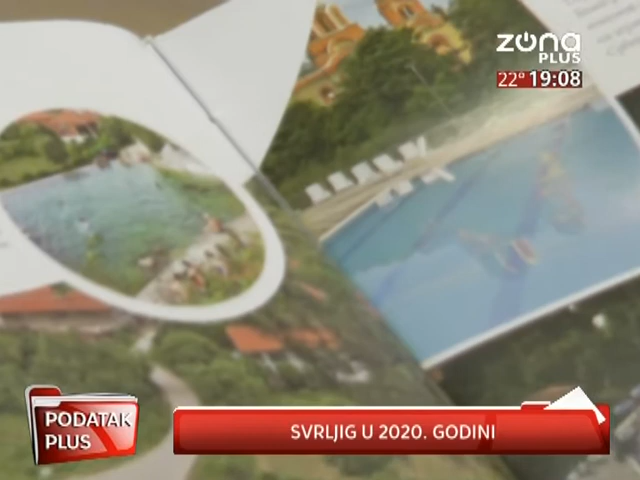 zona
PLUS
22° 19:08
PODATAK
PLUS
SVRLJIG U 2020. GODINI